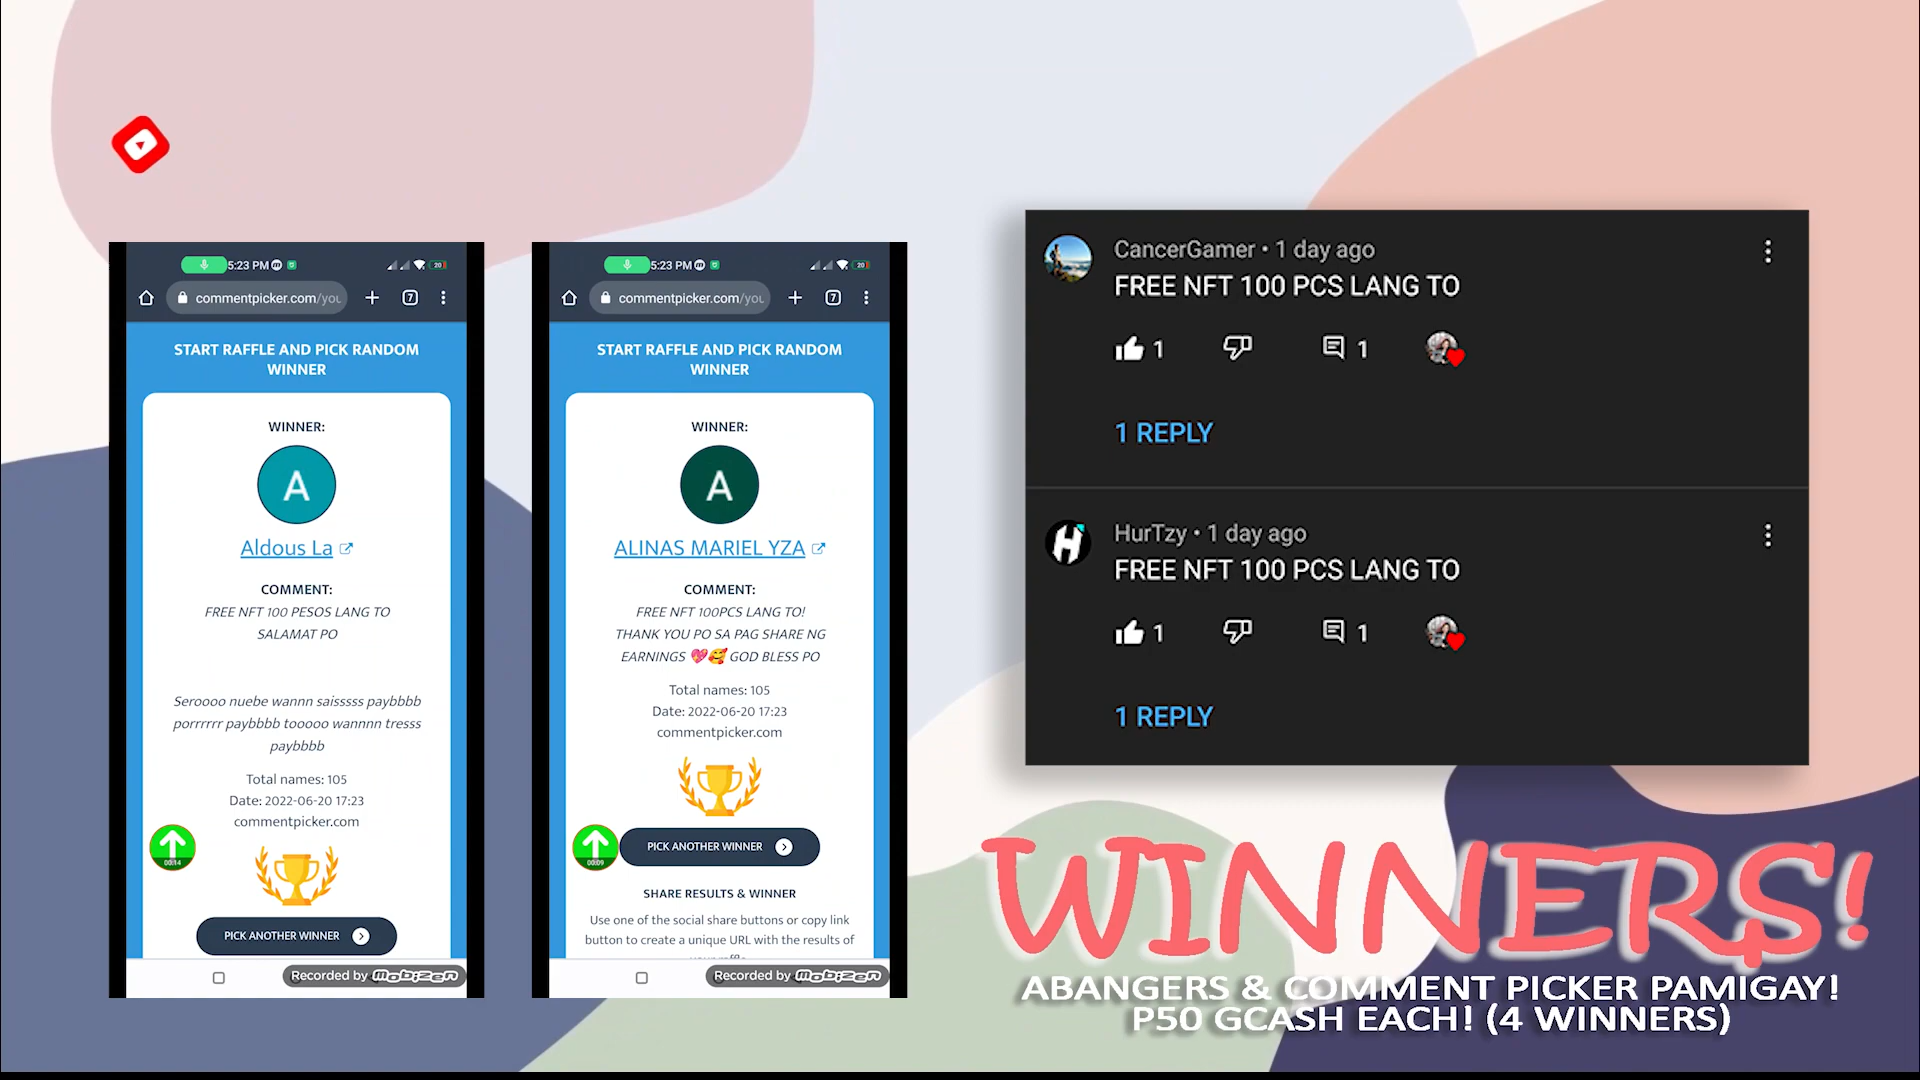 5:23 PM
20
commentpicker.com/you
7
START RAFFLE AND PICK RANDOM
WINNER
WINNER:
A
Aldous La
COMMENT:
FREE NFT 100 PESOS LANG TO
SALAMAT PO
Seroooo nuebe wannn saisssss paybbbb
porrrrrr paybbbb tooooo wannnn tresss
paybbbb
Total names: 105
Date: 2022-06-20 17:23
commentpicker.com
00:14
PICK ANOTHER WINNER
Recorded by mobizen
5:23 PM
20
commentpicker.com/you
7
START RAFFLE AND PICK RANDOM
WINNER
WINNER:
A
ALINAS MARIEL YZA
COMMENT:
FREE NFT 100PCS LANG TO!
THANK YOU PO SA PAG SHARE NG
EARNINGS 💖🥰 GOD BLESS PO
Total names: 105
Date: 2022-06-20 17:23
commentpicker.com
00:09
PICK ANOTHER WINNER
SHARE RESULTS & WINNER
Use one of the social share buttons or copy link
button to create a unique URL with the results of
Recorded by mobizen
CancerGamer • 1 day ago
FREE NFT 100 PCS LANG TO
1
1
1 REPLY
H
HurTzy • 1 day ago
FREE NFT 100 PCS LANG TO
1
1
1 REPLY
WINNERS!
ABANGERS & COMMENT PICKER PAMIGAY!
P50 GCASH EACH! (4 WINNERS)